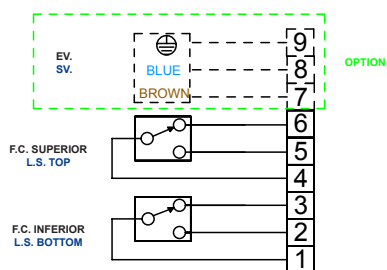 EV.
SV.
BLUE
BROWN
OPTION
9
8
7
6
5
4
3
2
1
F.C. SUPERIOR
L.S. TOP
F.C. INFERIOR
L.S. BOTTOM